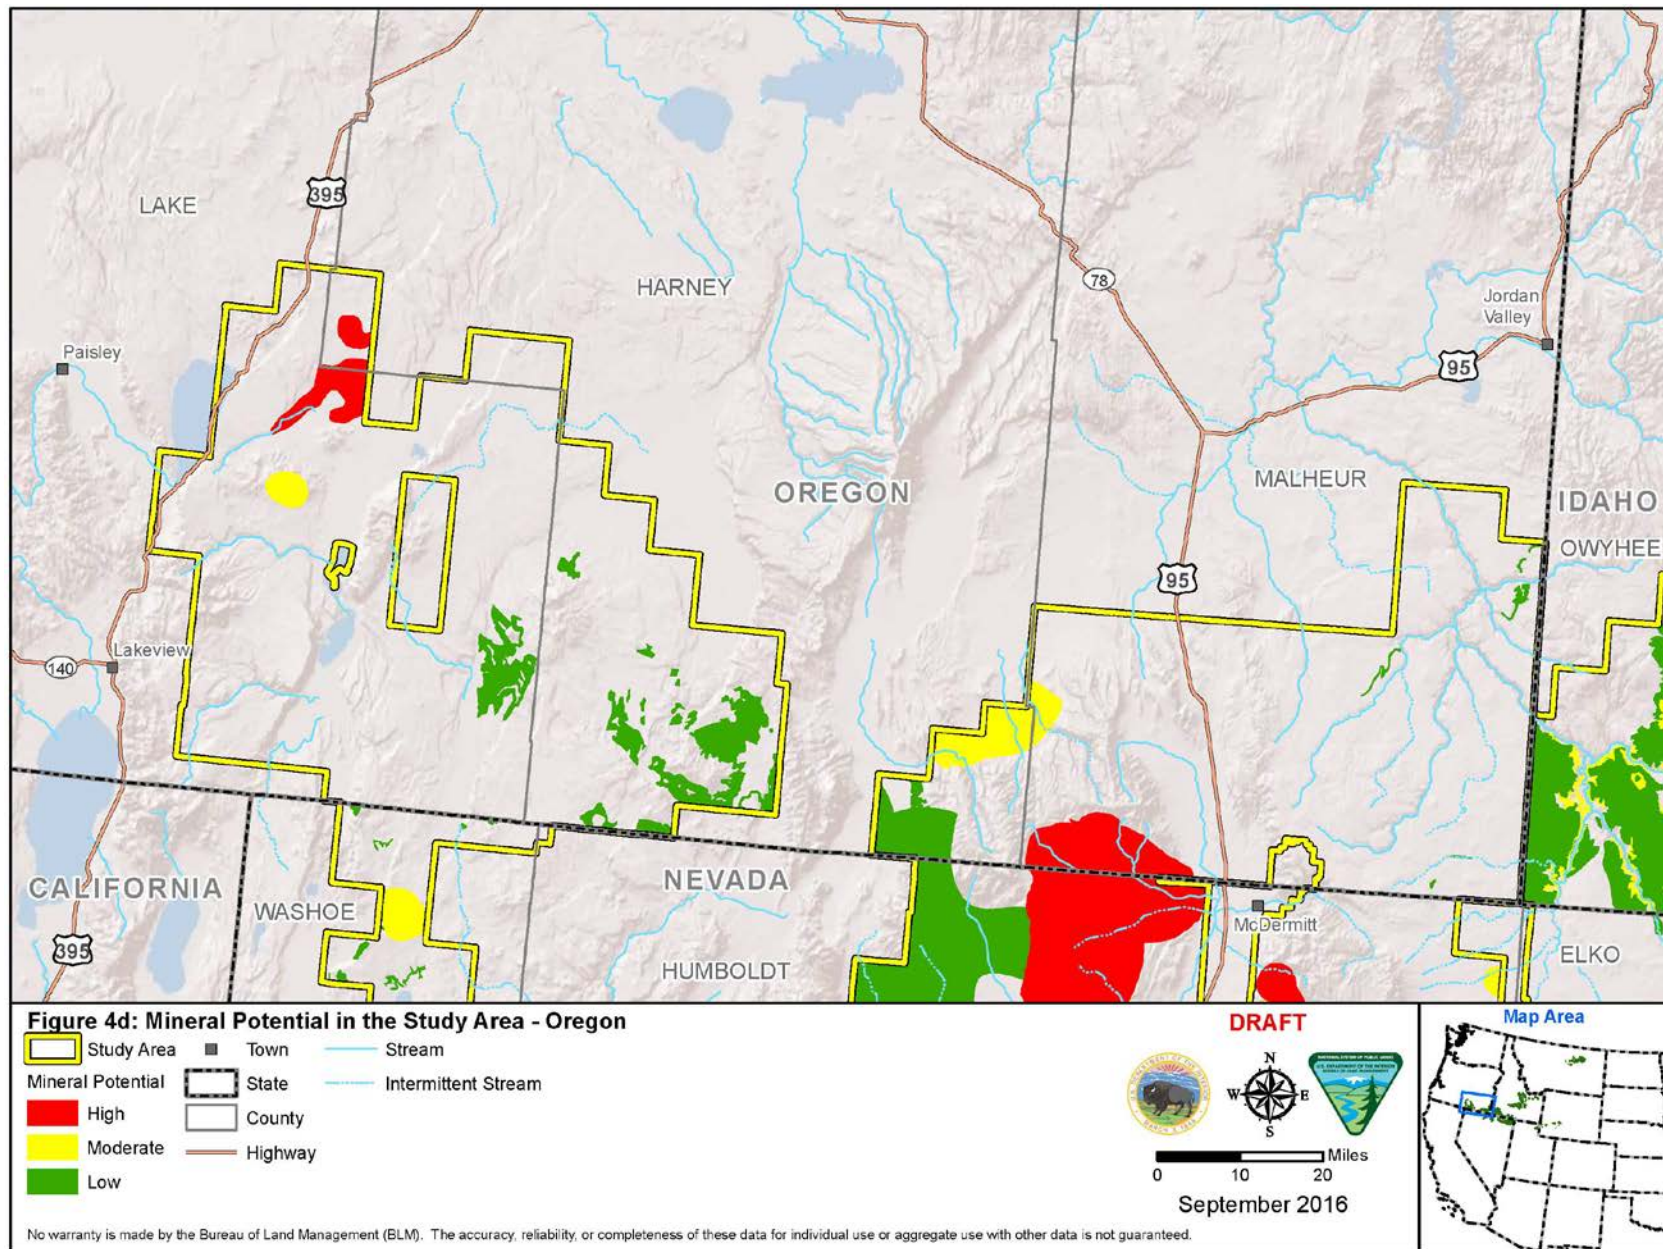 LAKE
395
HARNEY
78
Jordan
Valley
Paisley
95
OREGON
MALHEUR
IDAHO
OWYHEE
95
Lakeview
140
CALIFORNIA
NEVADA
WASHOE
McDermitt
395
HUMBOLDT
ELKO
Figure 4d: Mineral Potential in the Study Area - Oregon
Study Area
Town
Stream
Mineral Potential
State
Intermittent Stream
High
County
Moderate
Highway
Low
DRAFT
N
W E
S
0 10 20 Miles
September 2016
Map Area
No warranty is made by the Bureau of Land Management (BLM). The accuracy, reliability, or completeness of these data for individual use or aggregate use with other data is not guaranteed.